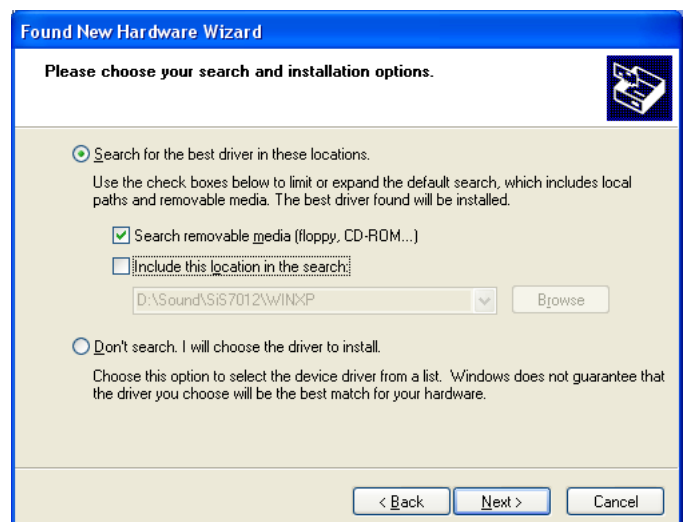 Found New Hardware Wizard
Please choose your search and installation options.
Search for the best driver in these locations.
Use the check boxes below to limit or expand the default search, which includes local
paths and removable media. The best driver found will be installed.
Search removable media (floppy, CD-ROM...)
Include this location in the search:
D:\Sound\SiS7012\WINXP
Browse
Don't search. I will choose the driver to install.
Choose this option to select the device driver from a list. Windows does not guarantee that
the driver you choose will be the best match for your hardware.
< Back
Next >
Cancel